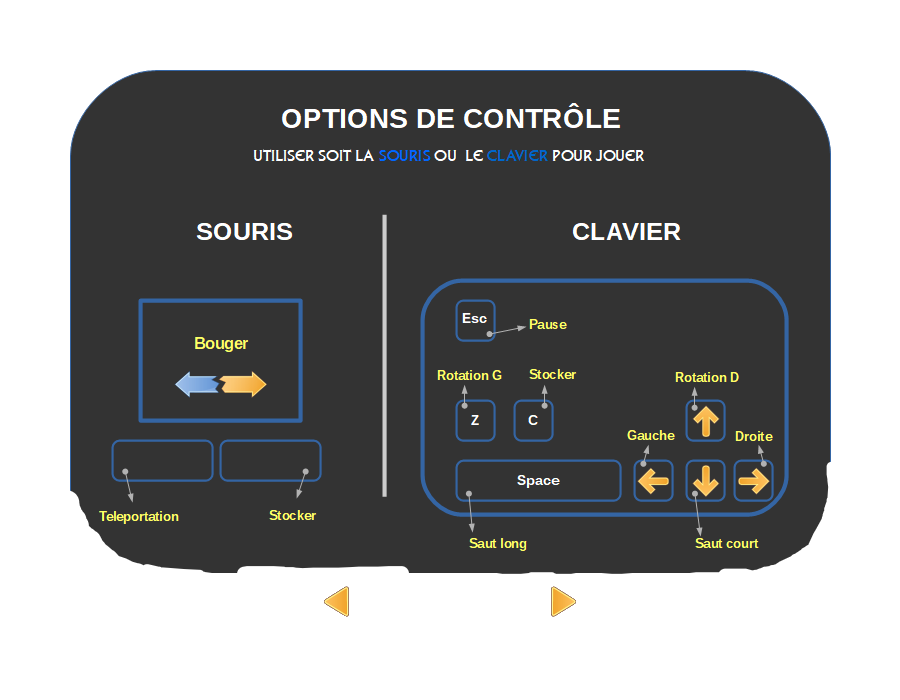 OPTIONS DE CONTRÔLE
UTILISER SOIT LA SOURIS OU LE CLAVIER POUR JOUER
SOURIS
CLAVIER
Bouger
Teleportation
Stocker
Esc
Pause
Rotation G
Stocker
Rotation D
Z
C
Gauche
Droite
Space
Saut long
Saut court